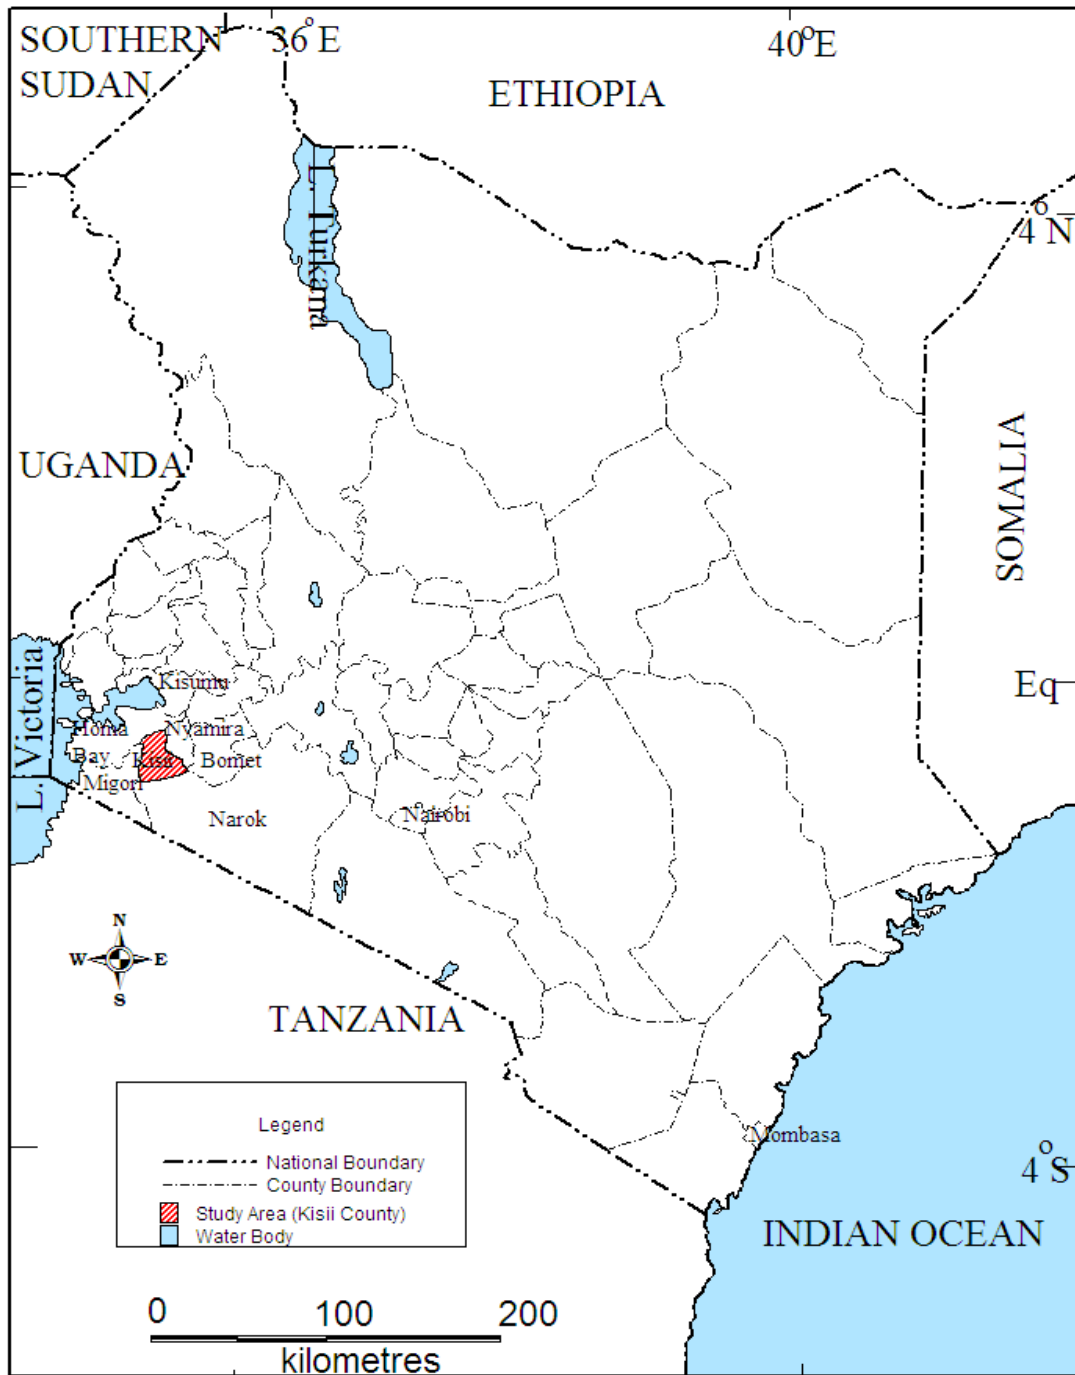 SOUTHERN
SUDAN
36°E
40°E
ETHIOPIA
L. Turkana
4°N
UGANDA
SOMALIA
Kisumu
Eq
L. Victoria
Homa
Bay
Nyamira
Kisii
Bomet
Migori
Narok
Nairobi
N
W
E
S
TANZANIA
Mombasa
Legend
National Boundary
County Boundary
Study Area (Kisii County)
Water Body
4°S
INDIAN OCEAN
0 100 200
kilometres